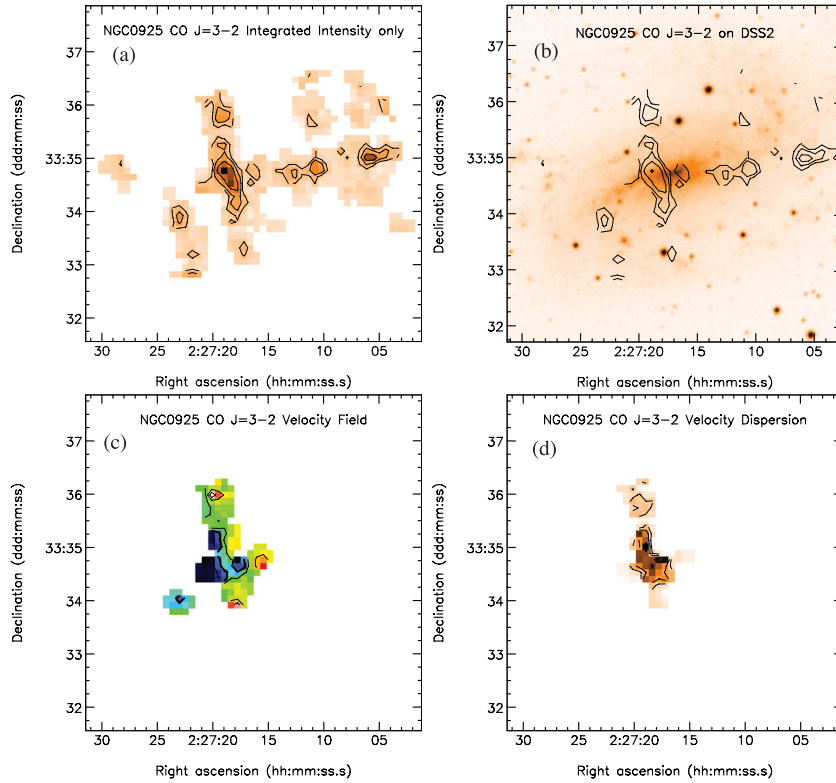 NGC0925 CO J=3-2 Integrated Intensity only
(a)
Declination (ddd:mm:ss)
37
36
33:35
34
33
32
30 25 2:27:20 15 10 05
Right ascension (hh:mm:ss.s)
NGC0925 CO J=3-2 on DSS2
(b)
Declination (ddd:mm:ss)
37
36
33:35
34
33
32
30 25 2:27:20 15 10 05
Right ascension (hh:mm:ss.s)
NGC0925 CO J=3-2 Velocity Field
(c)
Declination (ddd:mm:ss)
37
36
33:35
34
33
32
30 25 2:27:20 15 10 05
Right ascension (hh:mm:ss.s)
NGC0925 CO J=3-2 Velocity Dispersion
(d)
Declination (ddd:mm:ss)
37
36
33:35
34
33
32
30 25 2:27:20 15 10 05
Right ascension (hh:mm:ss.s)